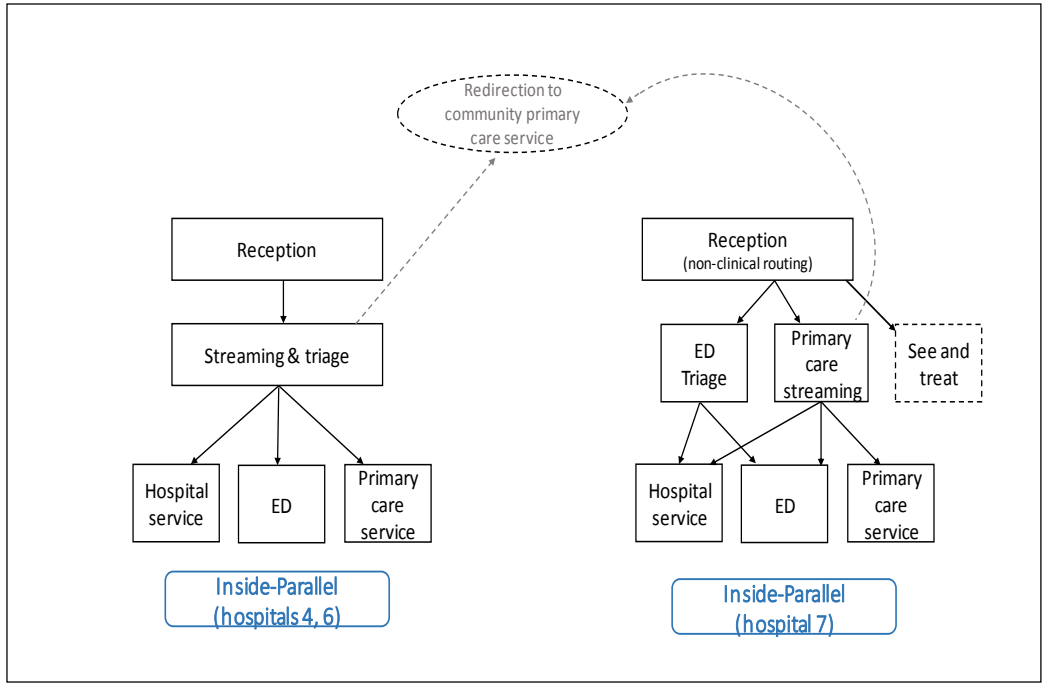 Redirection to
community primary
care service
Reception
Streaming & triage
Hospital
service
ED
Primary
care
service
Inside-Parallel
(hospitals 4, 6)
Reception
(non-clinical routing)
ED
Triage
Primary
care
streaming
See and
treat
Hospital
service
ED
Primary
care
service
Inside-Parallel
(hospital 7)